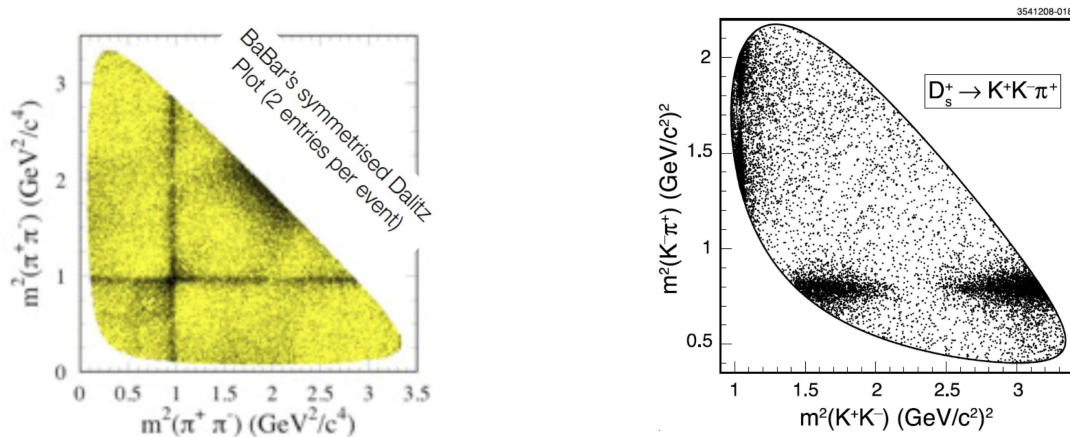 m²(π⁺π⁻) (GeV²/c⁴)
3
2
1
0
BaBar's symmetrised Dalitz
Plot (2 entries per event)
0 0.5 1 1.5 2 2.5 3 3.5
m²(π⁺ π⁻) (GeV²/c⁴)
3541208-018
m²(K⁻π⁺) (GeV/c²)²
2
1.5
1
0.5
D⁺ₛ → K⁺K⁻π⁺
1 1.5 2 2.5 3
m²(K⁺K⁻) (GeV/c²)²